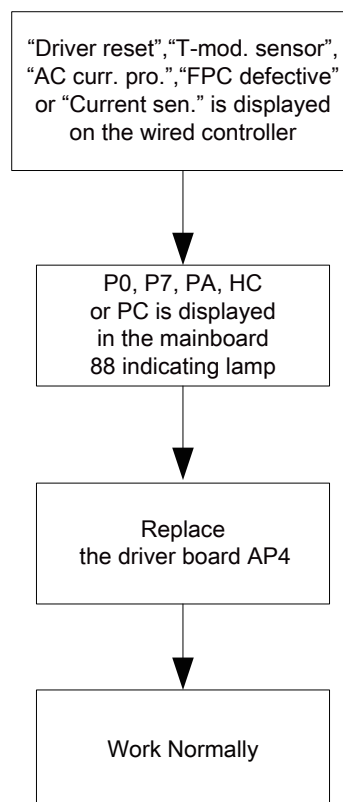 “Driver reset”,“T-mod. sensor”,
“AC curr. pro.”,“FPC defective”
or “Current sen.” is displayed
on the wired controller
P0, P7, PA, HC
or PC is displayed
in the mainboard
88 indicating lamp
Replace
the driver board AP4
Work Normally